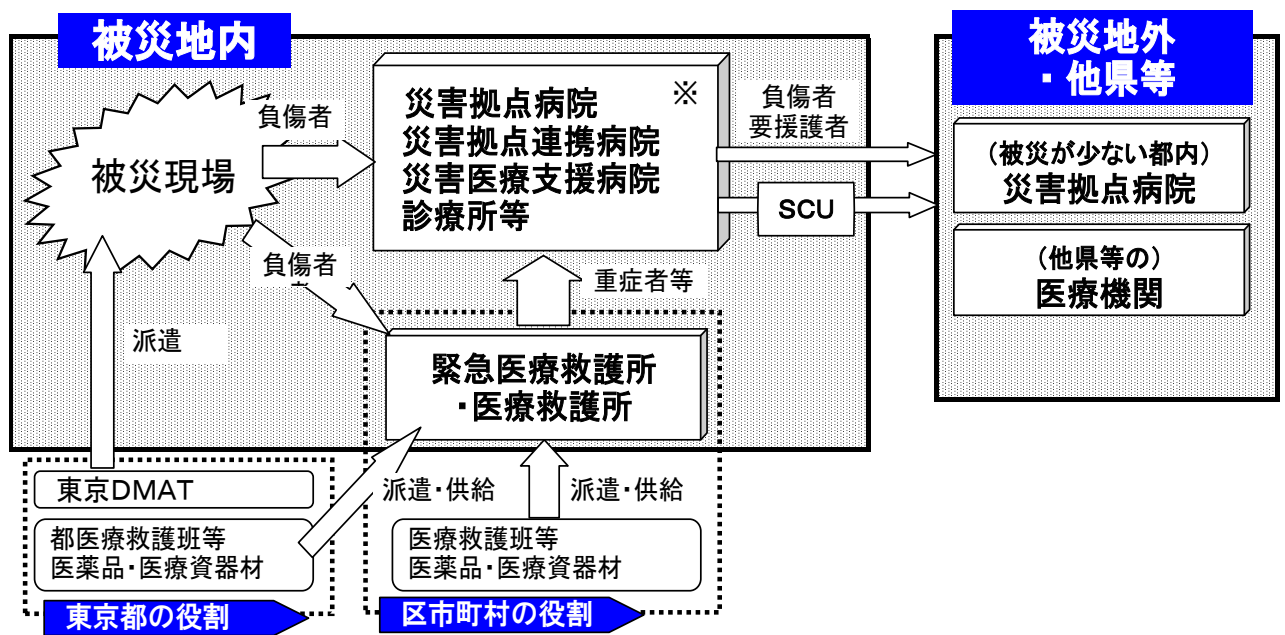 被災地内
被災現場
負傷者
災害拠点病院 ※
災害拠点連携病院
災害医療支援病院
診療所等
負傷者
要援護者
SCU
被災地外
・他県等
(被災が少ない都内)
災害拠点病院
(他県等の)
医療機関
負傷者
重症者等
派遣
緊急医療救護所
・医療救護所
東京DMAT
派遣・供給
派遣・供給
都医療救護班等
医薬品・医療資器材
医療救護班等
医薬品・医療資器材
東京都の役割
区市町村の役割